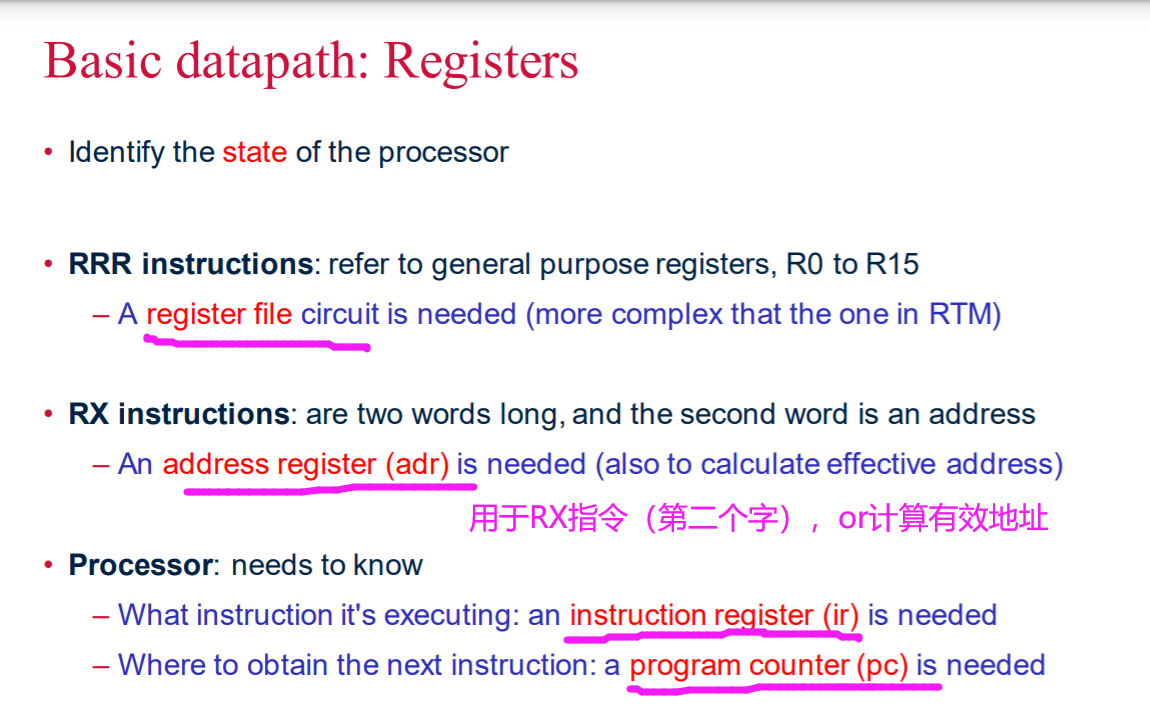 Basic datapath: Registers
• Identify the state of the processor
• RRR instructions: refer to general purpose registers, R0 to R15
– A register file circuit is needed (more complex that the one in RTM)
• RX instructions: are two words long, and the second word is an address
– An address register (adr) is needed (also to calculate effective address)
用于RX指令（第二个字），or计算有效地址
• Processor: needs to know
– What instruction it's executing: an instruction register (ir) is needed
– Where to obtain the next instruction: a program counter (pc) is needed